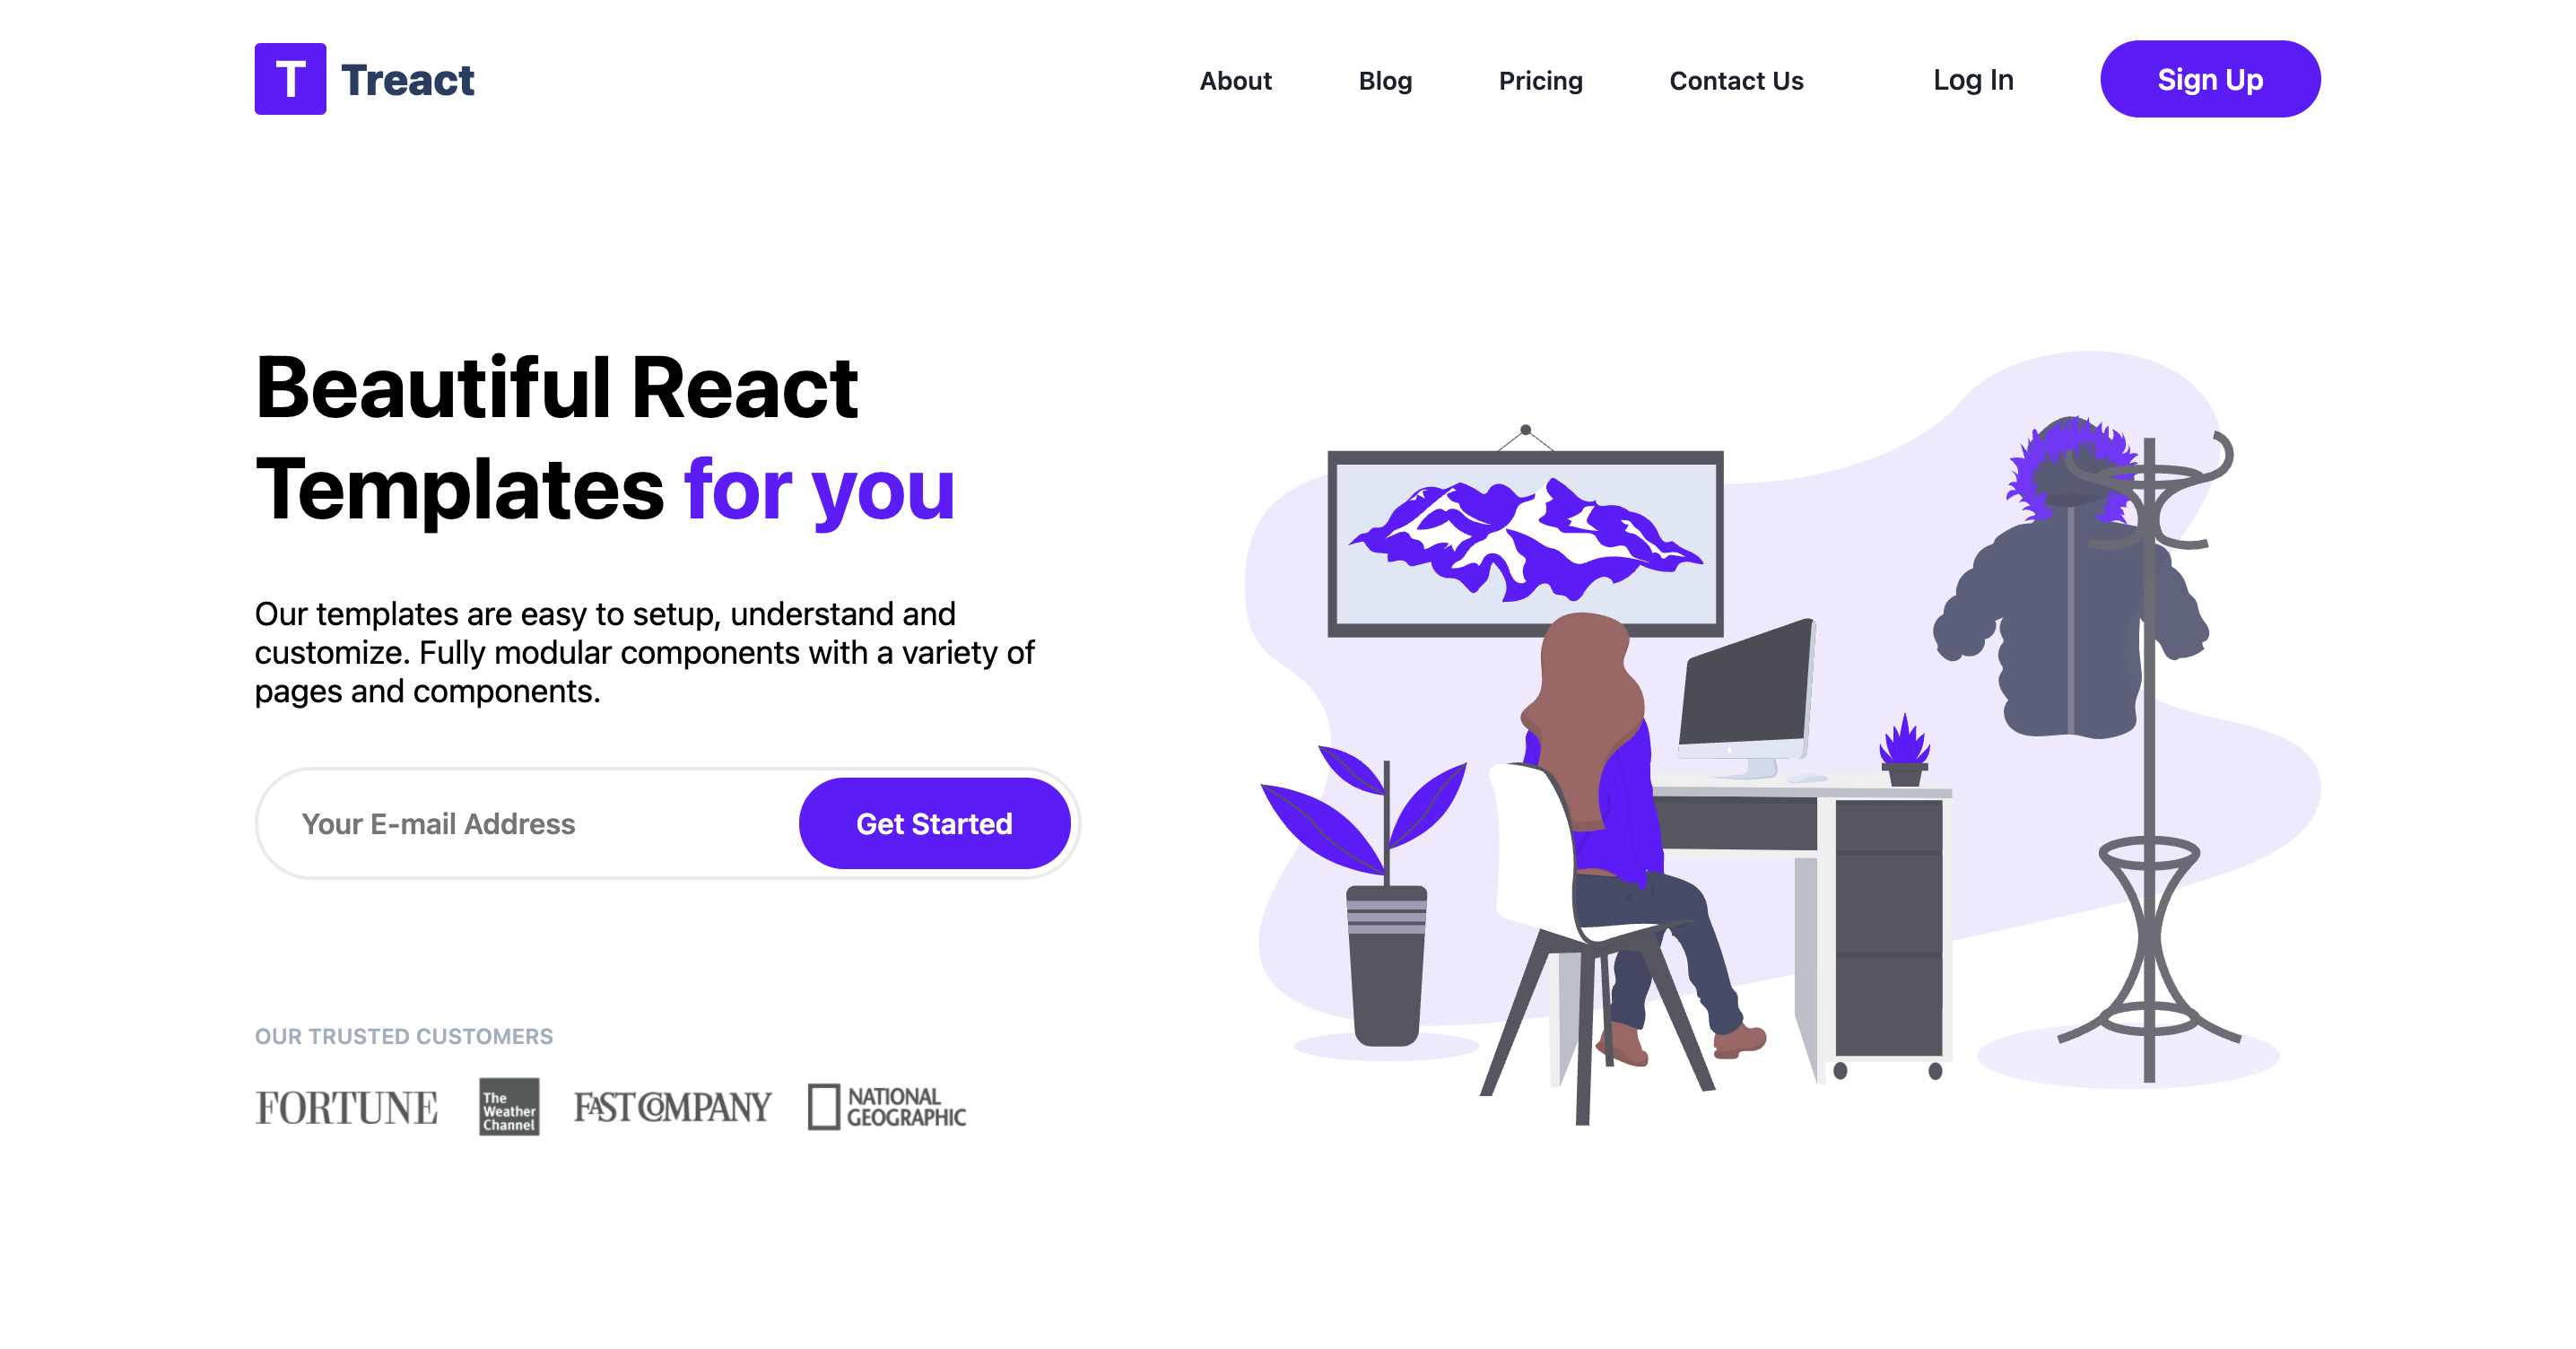 T Treact
About Blog Pricing Contact Us Log In Sign Up
Beautiful React
Templates for you
Our templates are easy to setup, understand and
customize. Fully modular components with a variety of
pages and components.
Your E-mail Address Get Started
OUR TRUSTED CUSTOMERS
FORTUNE
The
Weather
Channel
FAST COMPANY
NATIONAL
GEOGRAPHIC